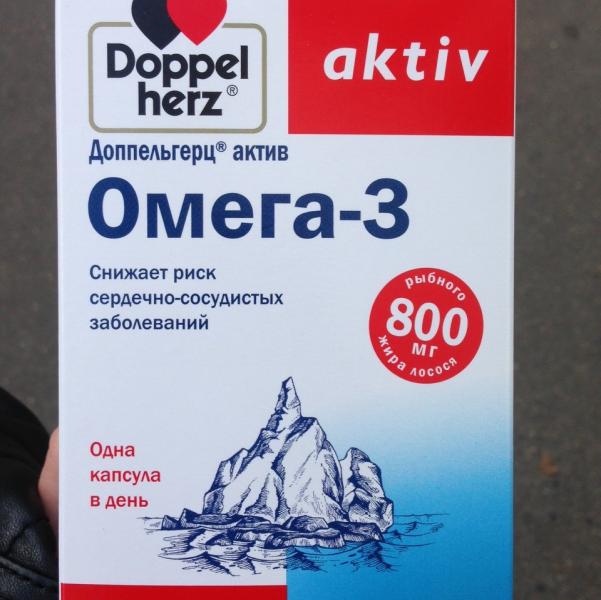 Doppel
herz®
aktiv
Доппельгерц® актив
Омега-3
Снижает риск
сердечно-сосудистых
заболеваний
рыбного
800
мг
жира лосося
Одна
капсула
в день